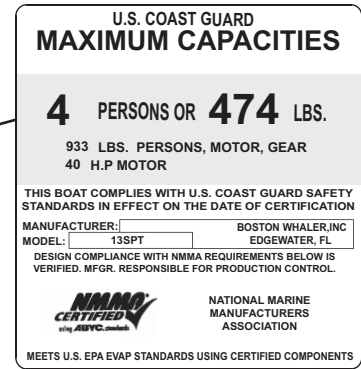 U.S. COAST GUARD
MAXIMUM CAPACITIES
4 PERSONS OR 474 LBS.
933 LBS. PERSONS, MOTOR, GEAR
40 H.P MOTOR
THIS BOAT COMPLIES WITH U.S. COAST GUARD SAFETY
STANDARDS IN EFFECT ON THE DATE OF CERTIFICATION
MANUFACTURER: BOSTON WHALER,INC
MODEL: 13SPT EDGEWATER, FL
DESIGN COMPLIANCE WITH NMMA REQUIREMENTS BELOW IS
VERIFIED. MFGR. RESPONSIBLE FOR PRODUCTION CONTROL.
NMMA
CERTIFIED
using ABYC. standards
NATIONAL MARINE
MANUFACTURERS
ASSOCIATION
MEETS U.S. EPA EVAP STANDARDS USING CERTIFIED COMPONENTS